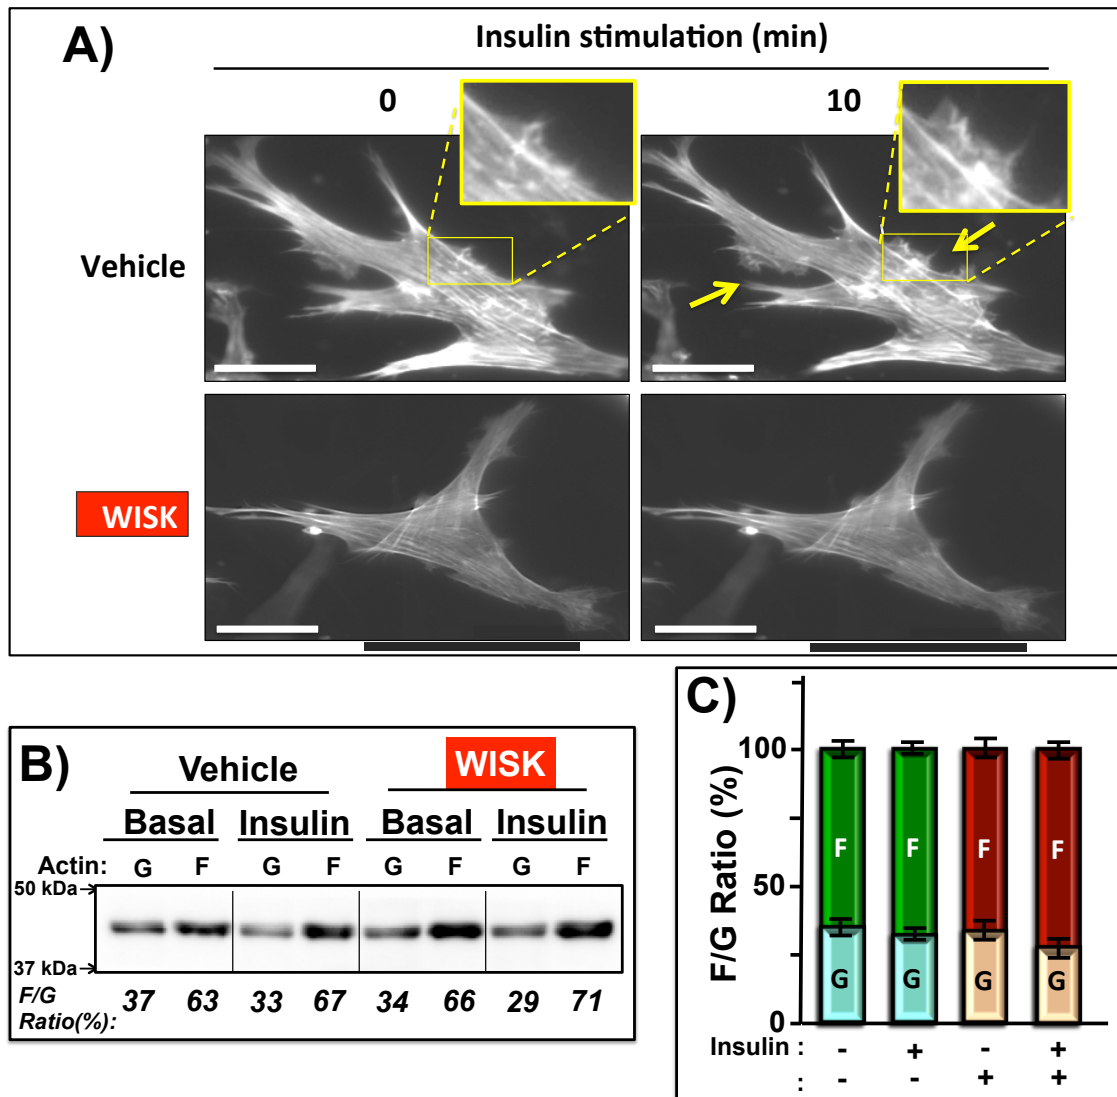 A)
Insulin stimulation (min)
0 10
Vehicle
WISK
B)
Vehicle WISK
Basal Insulin Basal Insulin
Actin: G F G F G F G F
50 kDa→
37 kDa→
F/G
Ratio(%): 37 63 33 67 34 66 29 71
C)
F/G Ratio (%)
100
50
0
F F F F
G G G G
Insulin : - + - +
: - - + +